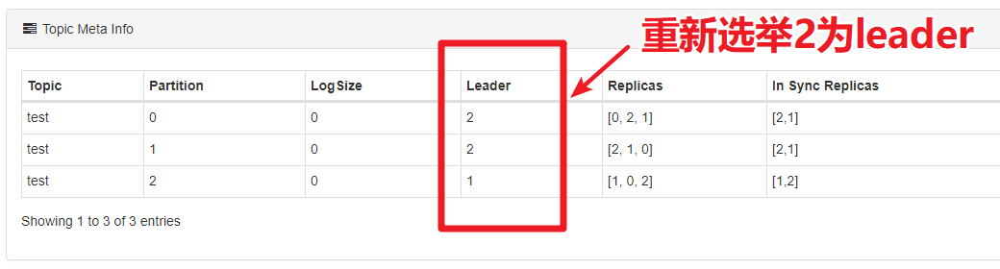 Topic Meta Info
重新选举2为leader
Topic Partition LogSize Leader Replicas In Sync Replicas
test 0 0 2 [0, 2, 1] [2,1]
test 1 0 2 [2, 1, 0] [2,1]
test 2 0 1 [1, 0, 2] [1,2]
Showing 1 to 3 of 3 entries